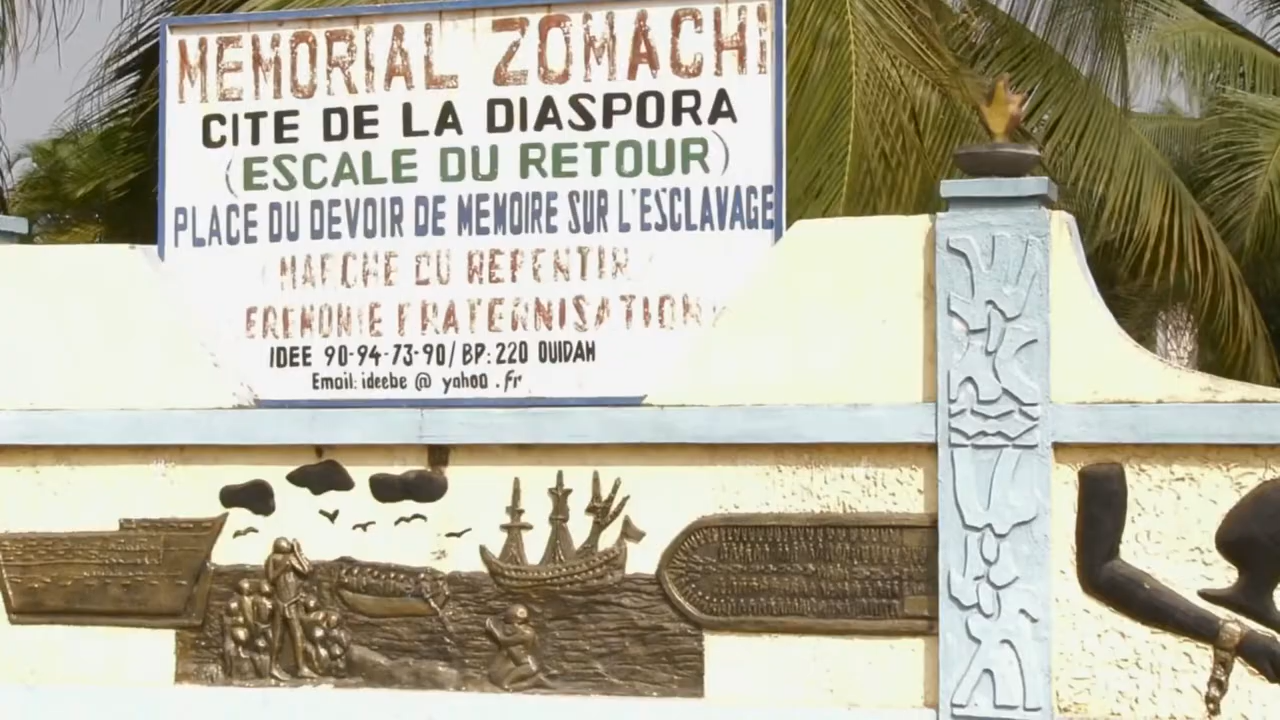 MEMORIAL ZOMACHI
CITE DE LA DIASPORA
(ESCALE DU RETOUR)
PLACE DU DEVOIR DE MEMOIRE SUR L'ESCLAVAGE
MARCHE DU REPENTIR
EREMONIE FRATERNISATION
IDEE 90-94-73-90/ BP: 220 OUIDAH
Email: ideebe @ yahoo . fr